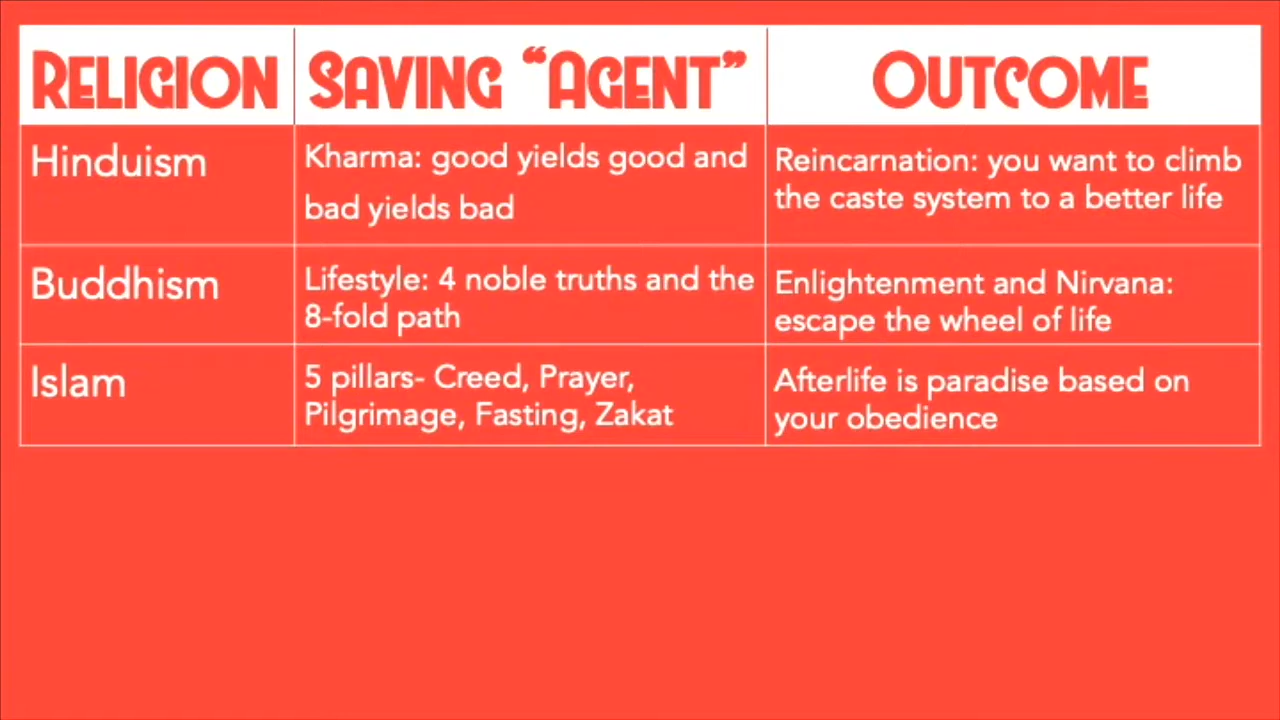 Religion Saving “Agent” Outcome
Hinduism
Kharma: good yields good and
bad yields bad
Reincarnation: you want to climb
the caste system to a better life
Buddhism
Lifestyle: 4 noble truths and the
8-fold path
Enlightenment and Nirvana:
escape the wheel of life
Islam
5 pillars- Creed, Prayer,
Pilgrimage, Fasting, Zakat
Afterlife is paradise based on
your obedience